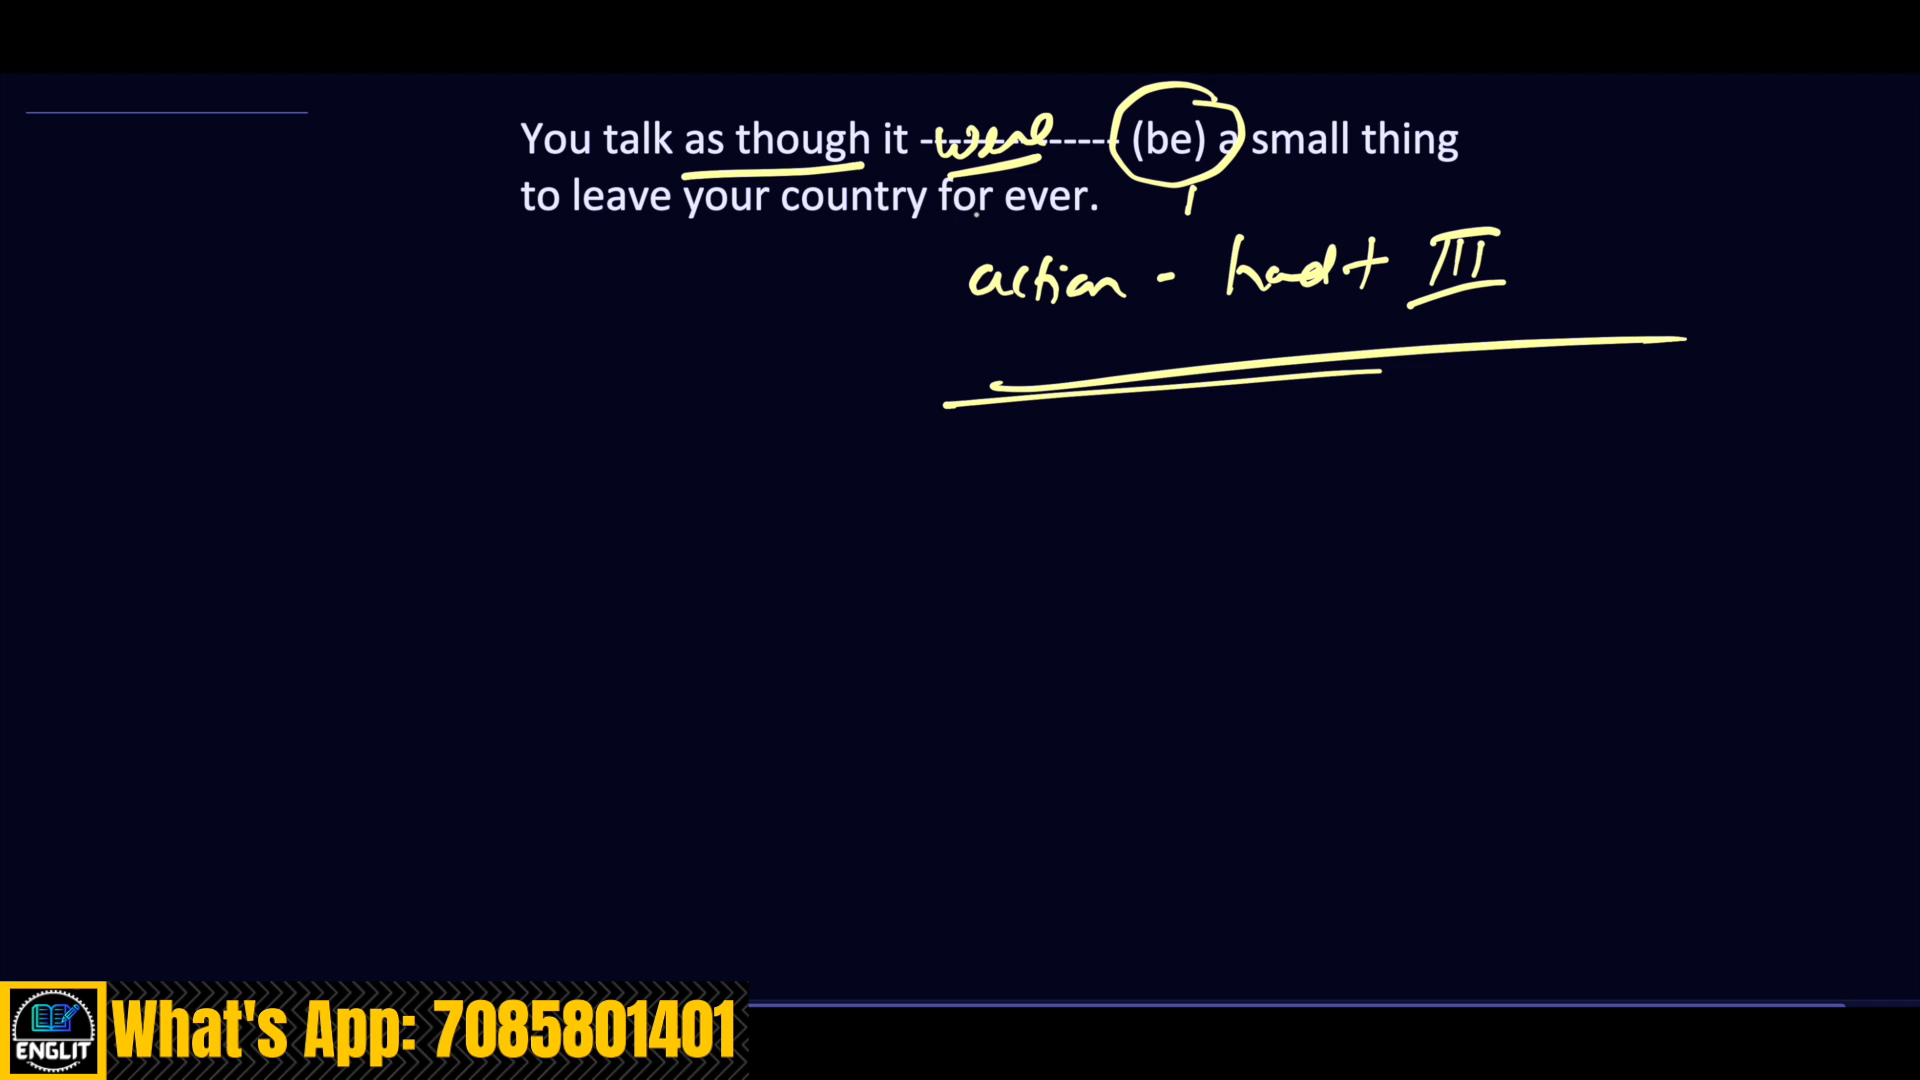 You talk as though it -----were----- (be) a small thing
to leave your country for ever.
action - had + III
What's App: 7085801401
ENGLIT